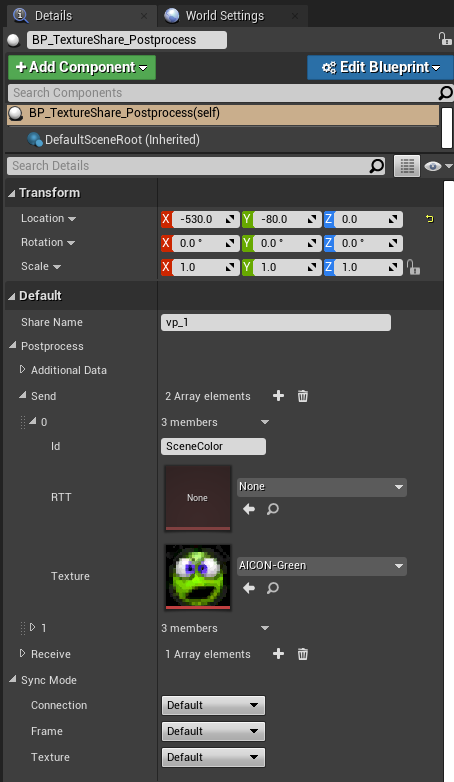 Details
World Settings
BP_TextureShare_Postprocess
Add Component
Edit Blueprint
Search Components
BP_TextureShare_Postprocess(self)
DefaultSceneRoot (Inherited)
Search Details
Transform
Location X -530.0 Y -80.0 Z 0.0
Rotation X 0.0 ° Y 0.0 ° Z 0.0 °
Scale X 1.0 Y 1.0 Z 1.0
Default
Share Name vp_1
Postprocess
Additional Data
Send 2 Array elements
0 3 members
Id SceneColor
RTT None None
Texture AICON-Green
1 3 members
Receive 1 Array elements
Sync Mode
Connection Default
Frame Default
Texture Default